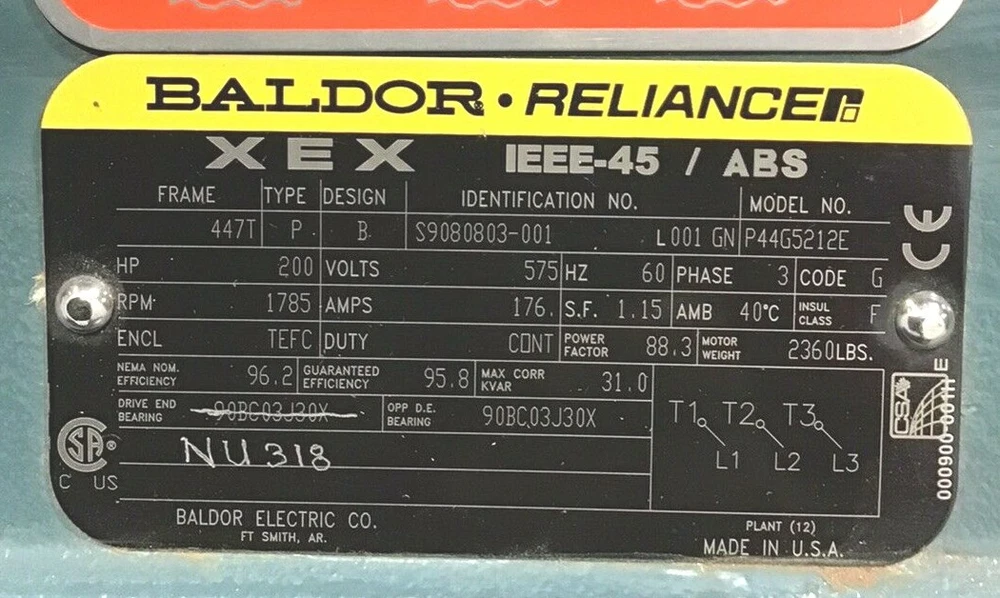 BALDOR® • RELIANCE
XEX IEEE-45 / ABS
FRAME TYPE DESIGN IDENTIFICATION NO. MODEL NO.
447T P B S9080803-001 L001 GN P44G5212E
HP 200 VOLTS 575 HZ 60 PHASE 3 CODE G
RPM 1785 AMPS 176. S.F. 1.15 AMB 40°C INSUL CLASS F
ENCL TEFC DUTY CONT POWER FACTOR 88.3 MOTOR WEIGHT 2360LBS.
NEMA NOM. EFFICIENCY 96.2 GUARANTEED EFFICIENCY 95.8 MAX CORR KVAR 31.0
DRIVE END BEARING 90BC03J30X OPP D.E. BEARING 90BC03J30X
NU318
T1 T2 T3
L1 L2 L3
CE
SA®
C US
CSA
BALDOR ELECTRIC CO.
FT SMITH, AR.
PLANT (12)
MADE IN U.S.A.